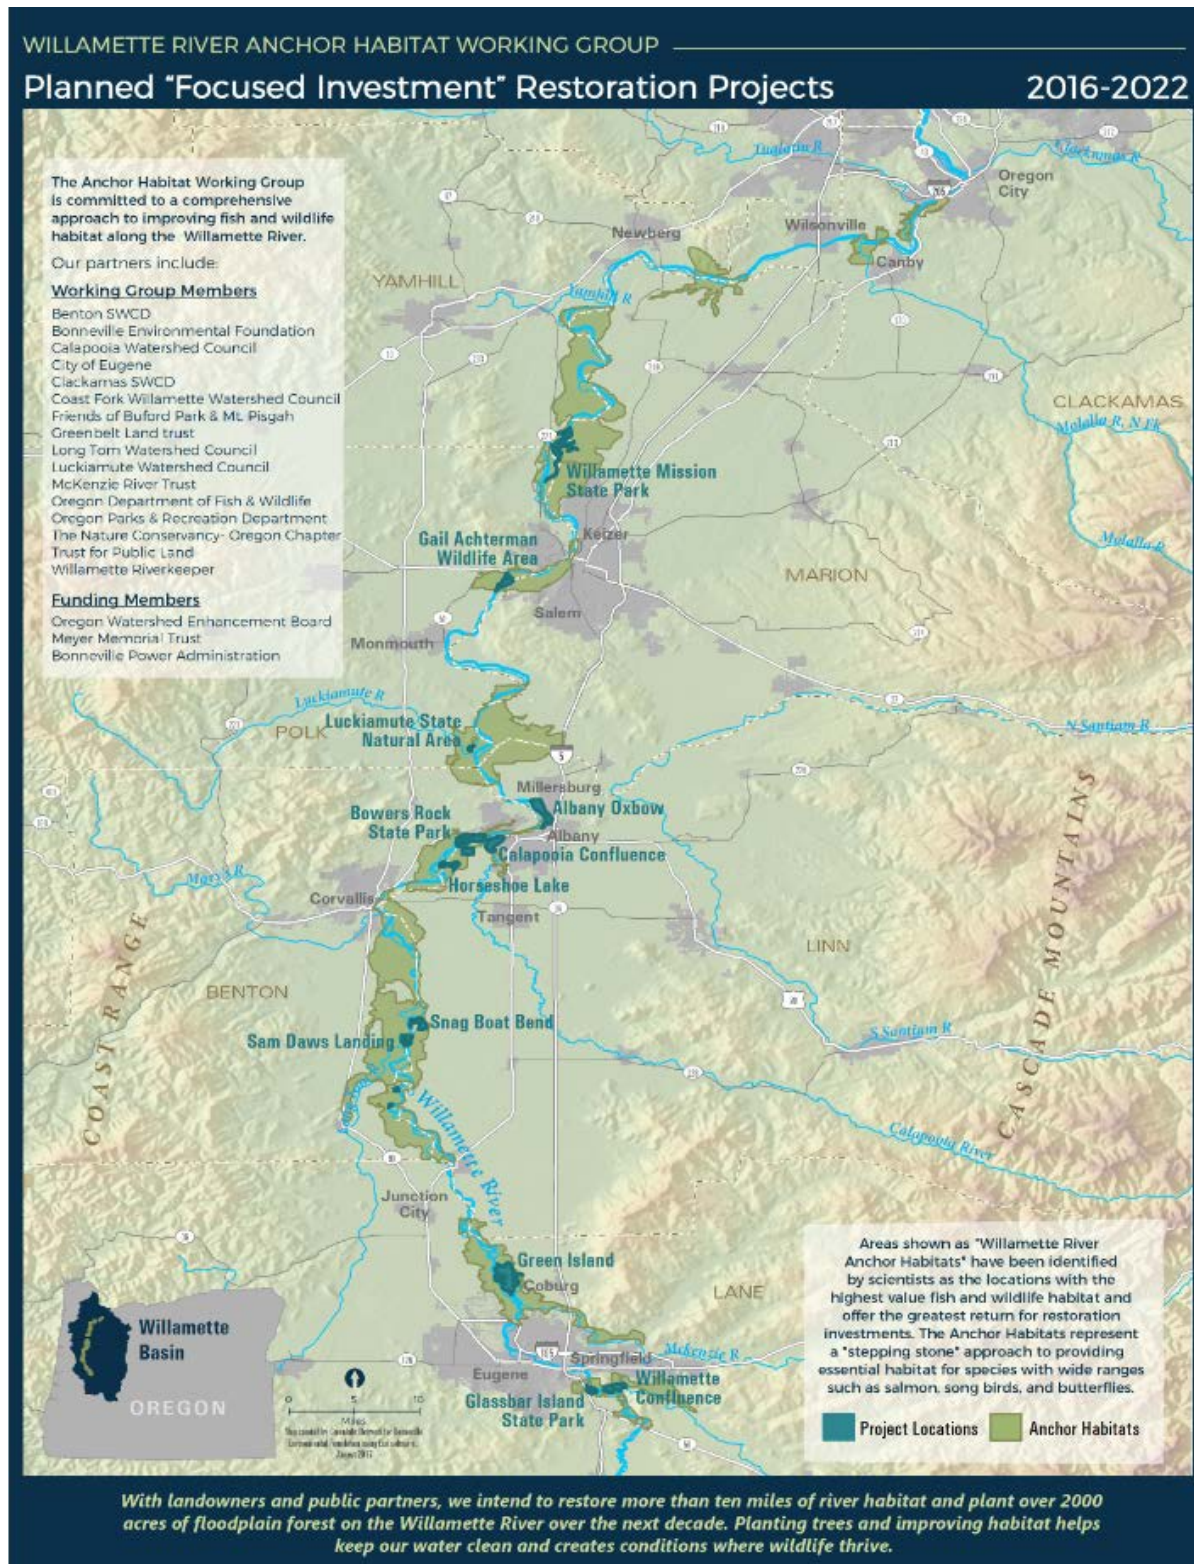 WILLAMETTE RIVER ANCHOR HABITAT WORKING GROUP
Planned "Focused Investment" Restoration Projects
2016-2022
The Anchor Habitat Working Group
is committed to a comprehensive
approach to improving fish and wildlife
habitat along the Willamette River.
Our partners include:
Working Group Members
Benton SWCD
Bonneville Environmental Foundation
Calapooia Watershed Council
City of Eugene
Clackamas SWCD
Coast Fork Willamette Watershed Council
Friends of Buford Park & Mt. Pisgah
Greenbelt Land trust
Long Tom Watershed Council
Luckiamute Watershed Council
McKenzie River Trust
Oregon Department of Fish & Wildlife
Oregon Parks & Recreation Department
The Nature Conservancy- Oregon Chapter
Trust for Public Land
Willamette Riverkeeper
Funding Members
Oregon Watershed Enhancement Board
Meyer Memorial Trust
Bonneville Power Administration
Tualatin R
Clackamas R
205
Oregon
City
Wilsonville
Newberg
Canby
YAMHILL
Yamhill R
CLACKAMAS
Molalla R, N Fk
Willamette Mission
State Park
Gail Achterman
Wildlife Area
Keizer
Molalla R
MARION
Salem
Monmouth
Luckiamute R
Luckiamute State
Natural Area
POLK
N Santiam R
5
Millersburg
Albany Oxbow
Bowers Rock
State Park
Albany
Calapooia Confluence
Marys R
Horseshoe Lake
Corvallis
Tangent
LINN
COAST RANGE
CASCADE MOUNTAINS
BENTON
Snag Boat Bend
Sam Daws Landing
S Santiam R
Willamette River
Calapooia River
Junction
City
Green Island
Coburg
LANE
105
Springfield
McKenzie R
Eugene
Willamette
Confluence
Glassbar Island
State Park
Willamette
Basin
OREGON
0
5
10
Miles
Areas shown as "Willamette River
Anchor Habitats" have been identified
by scientists as the locations with the
highest value fish and wildlife habitat and
offer the greatest return for restoration
investments. The Anchor Habitats represent
a "stepping stone" approach to providing
essential habitat for species with wide ranges
such as salmon, song birds, and butterflies.
Project Locations
Anchor Habitats
With landowners and public partners, we intend to restore more than ten miles of river habitat and plant over 2000
acres of floodplain forest on the Willamette River over the next decade. Planting trees and improving habitat helps
keep our water clean and creates conditions where wildlife thrive.